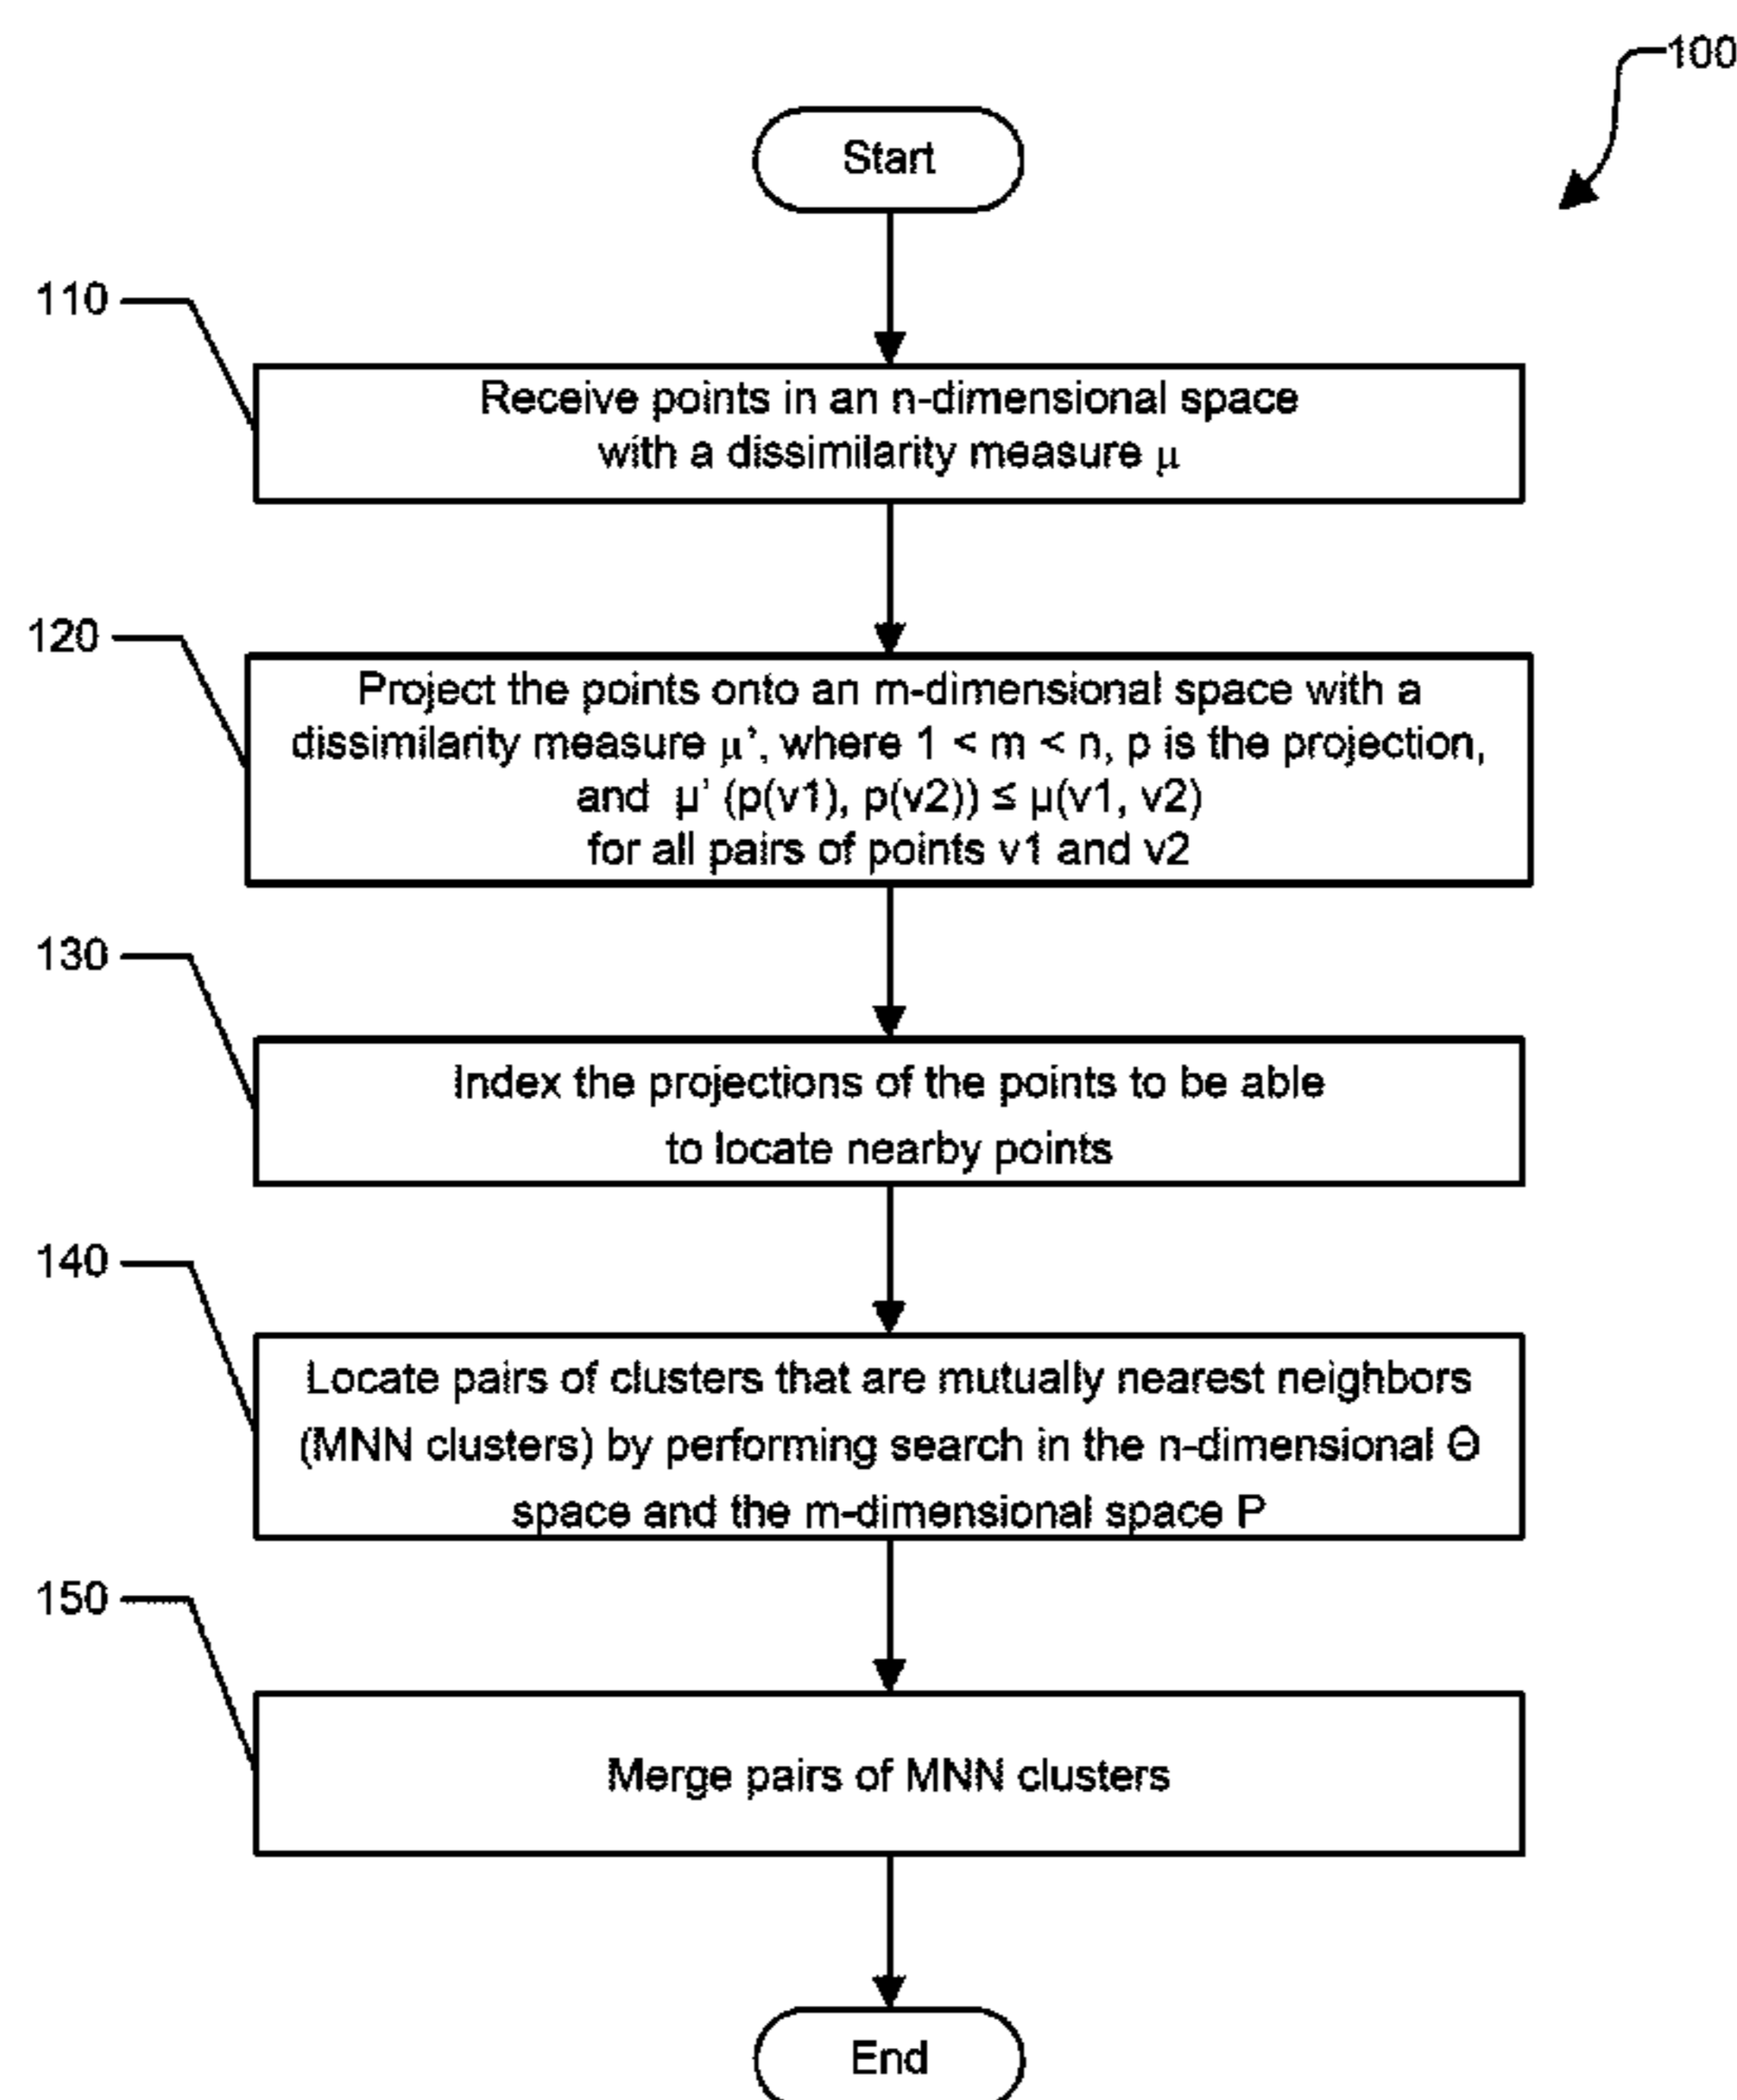 100
Start
110
Receive points in an n-dimensional space
with a dissimilarity measure μ
120
Project the points onto an m-dimensional space with a
dissimilarity measure μ’, where 1 < m < n, p is the projection,
and μ’ (p(v1), p(v2)) ≤ μ(v1, v2)
for all pairs of points v1 and v2
130
Index the projections of the points to be able
to locate nearby points
140
Locate pairs of clusters that are mutually nearest neighbors
(MNN clusters) by performing search in the n-dimensional Θ
space and the m-dimensional space P
150
Merge pairs of MNN clusters
End